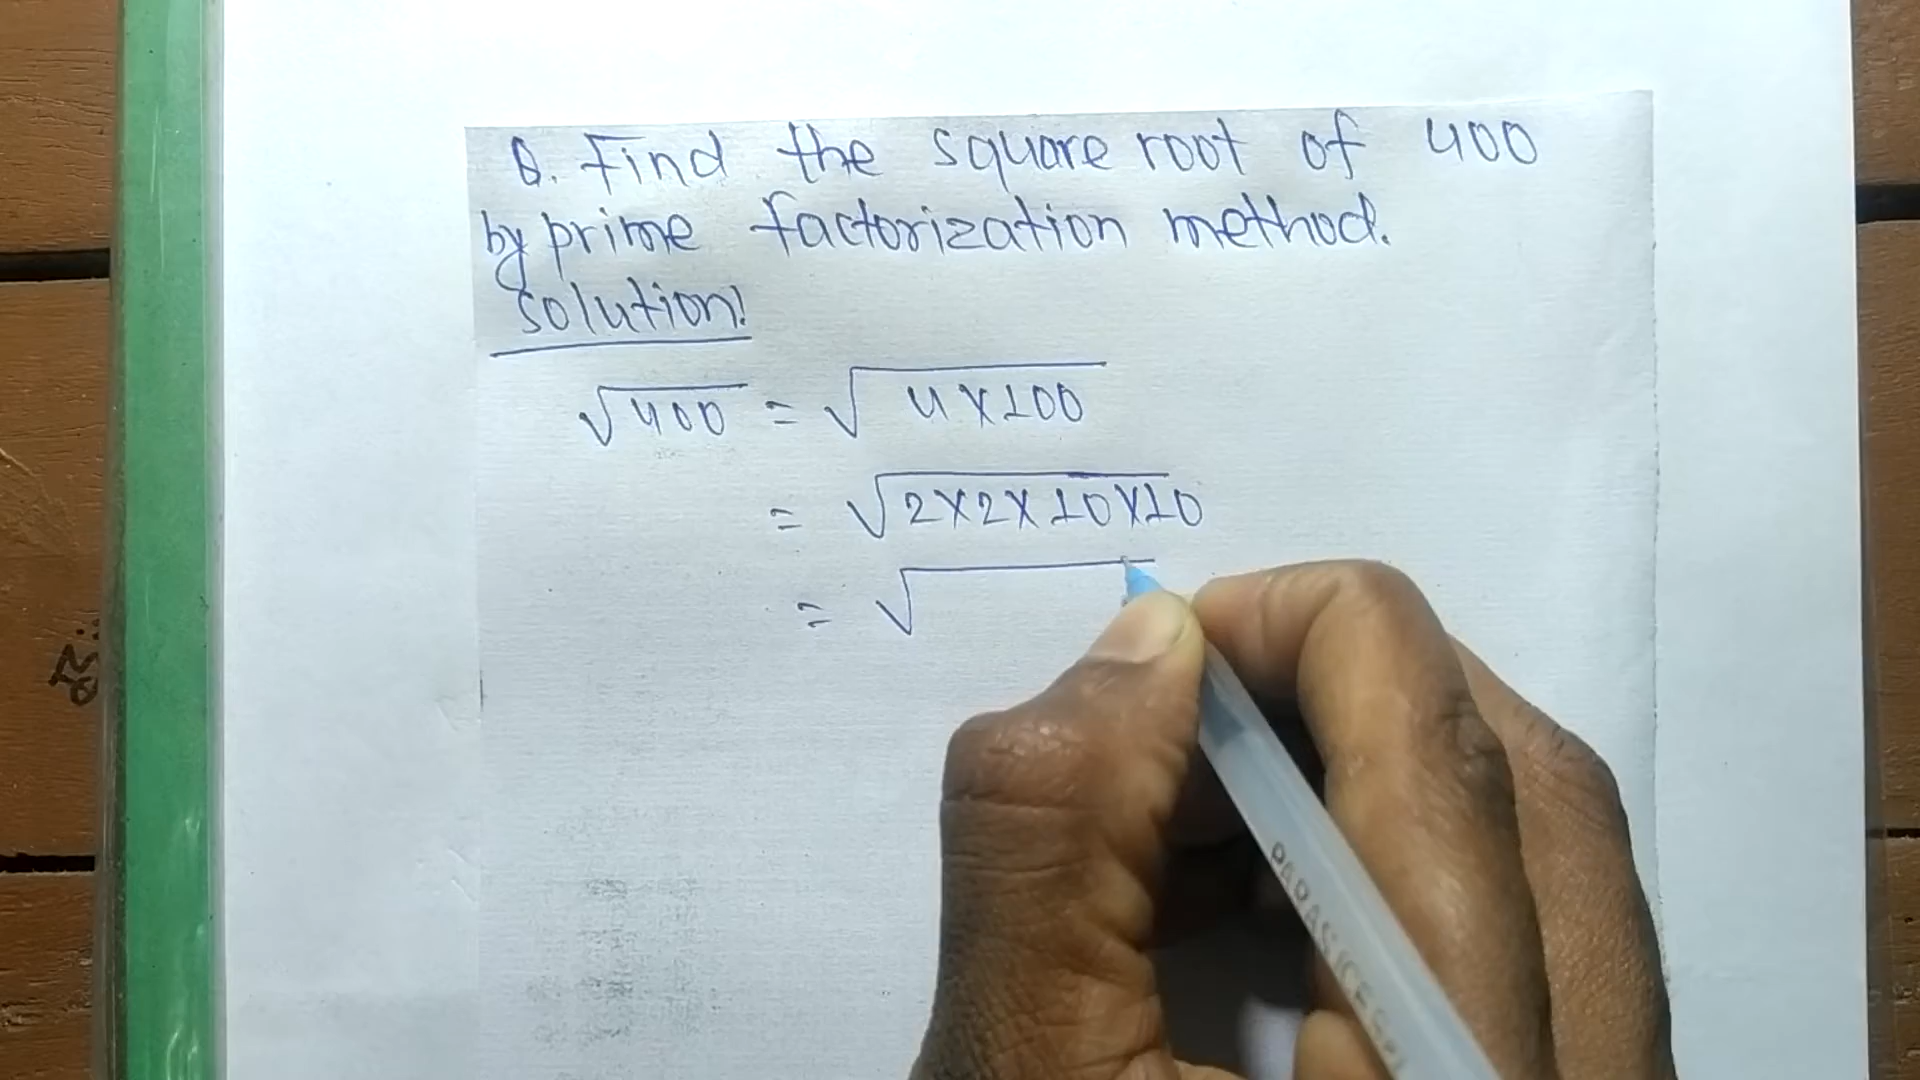 Q. Find the square root of 400
by prime factorization method.
solution!
√400 = √4×100
= √2×2×10×10
= √